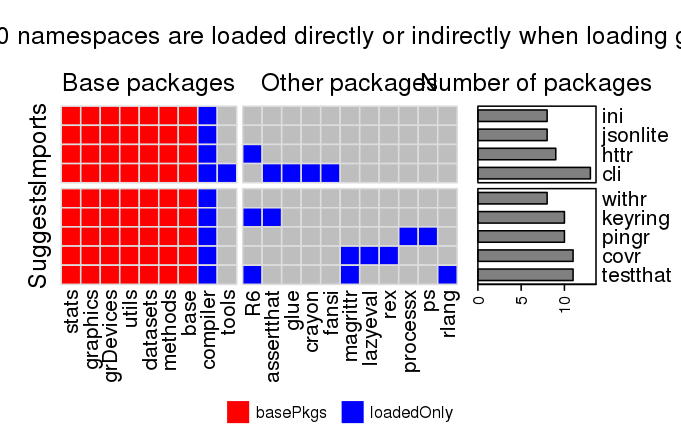 0 namespaces are loaded directly or indirectly when loading g
Base packages
Other packages
Number of packages
Imports
ini
jsonlite
httr
cli
Suggests
withr
keyring
pingr
covr
testthat
stats
graphics
grDevices
utils
datasets
methods
base
compiler
tools
R6
assertthat
glue
crayon
fansi
magrittr
lazyeval
rex
processx
ps
rlang
0
5
10
basePkgs
loadedOnly